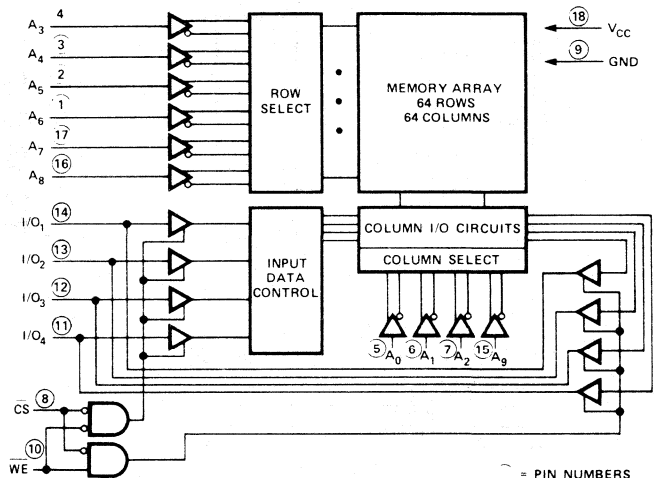 A3 4
A4 3
A5 2
A6 1
A7 17
A8 16
ROW
SELECT
MEMORY ARRAY
64 ROWS
64 COLUMNS
18 VCC
9 GND
I/O1 14
I/O2 13
I/O3 12
I/O4 11
INPUT
DATA
CONTROL
COLUMN I/O CIRCUITS
COLUMN SELECT
5 A0 6 A1 7 A2 15 A9
CS 8
WE 10
= PIN NUMBERS